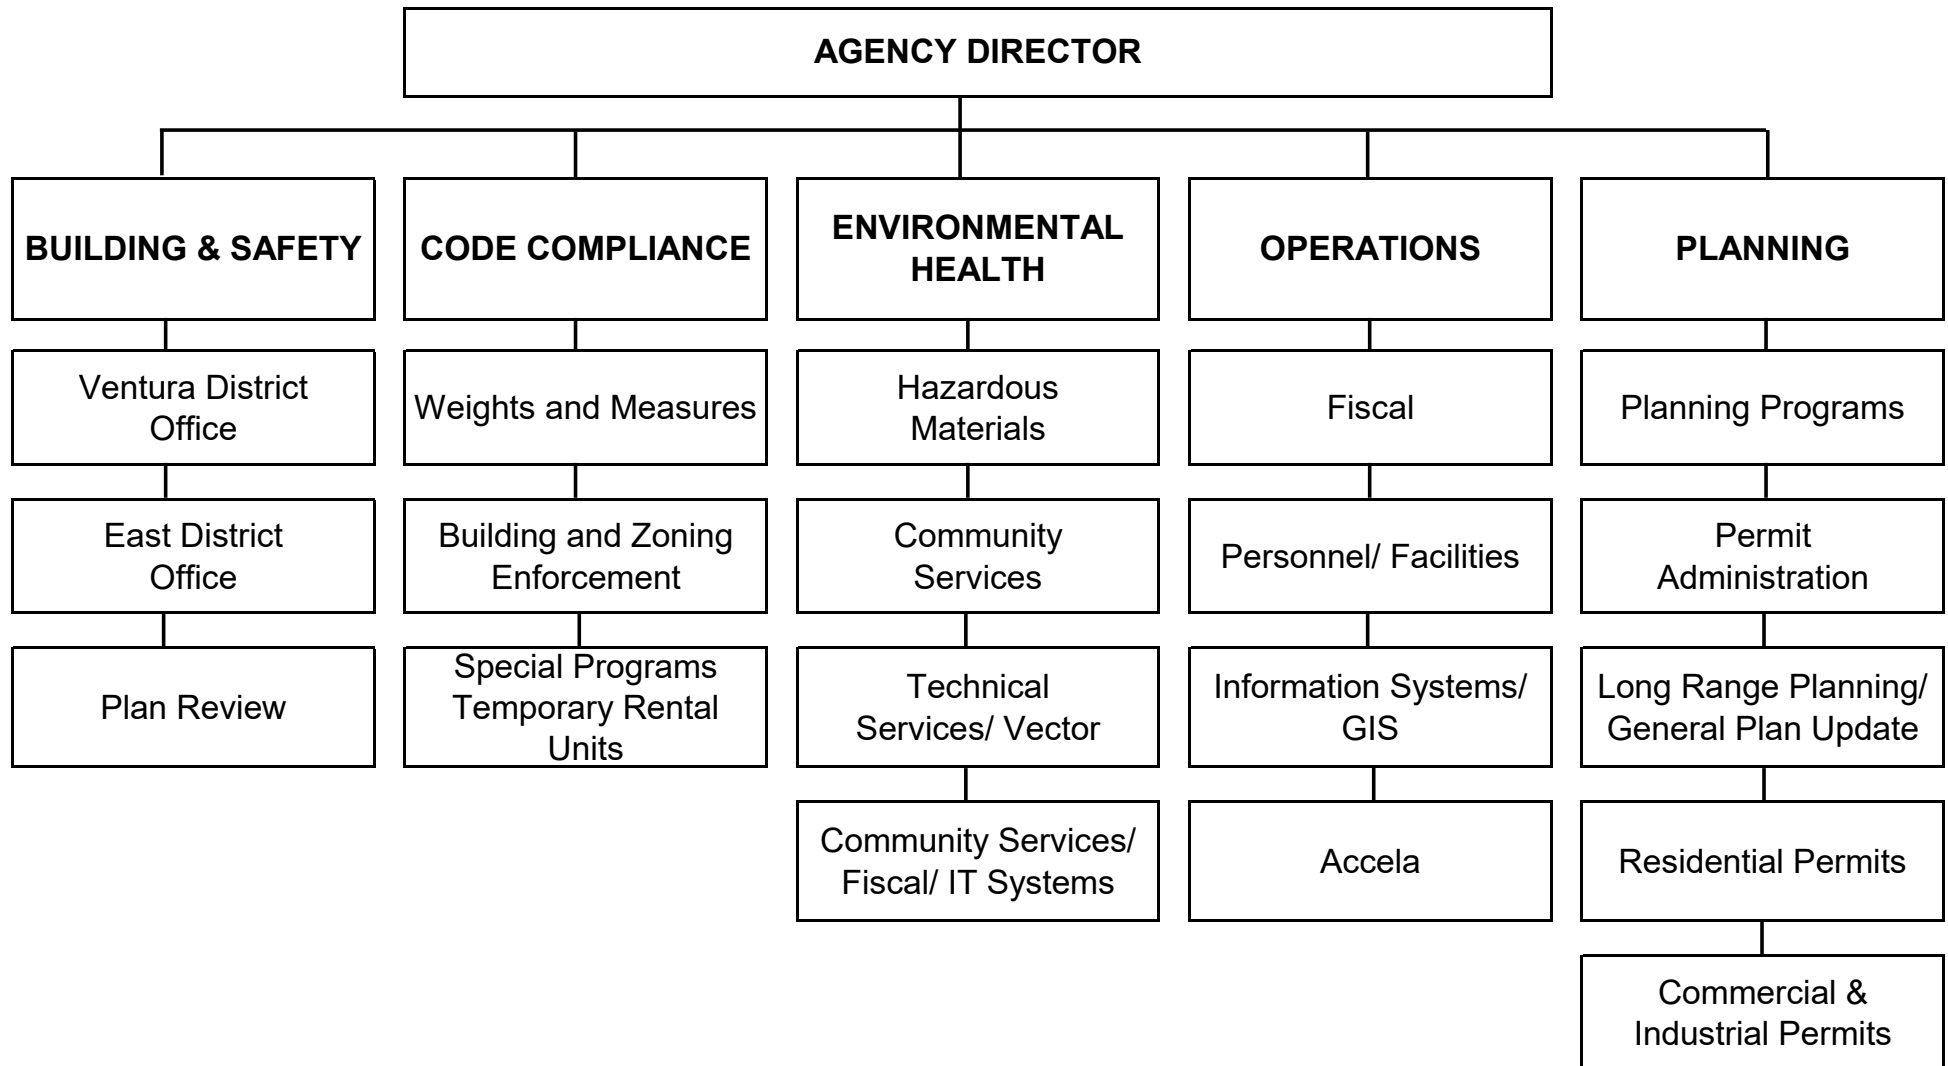 AGENCY DIRECTOR
BUILDING & SAFETY
Ventura District
Office
East District
Office
Plan Review
CODE COMPLIANCE
Weights and Measures
Building and Zoning
Enforcement
Special Programs
Temporary Rental
Units
ENVIRONMENTAL
HEALTH
Hazardous
Materials
Community
Services
Technical
Services/ Vector
Community Services/
Fiscal/ IT Systems
OPERATIONS
Fiscal
Personnel/ Facilities
Information Systems/
GIS
Accela
PLANNING
Planning Programs
Permit
Administration
Long Range Planning/
General Plan Update
Residential Permits
Commercial &
Industrial Permits